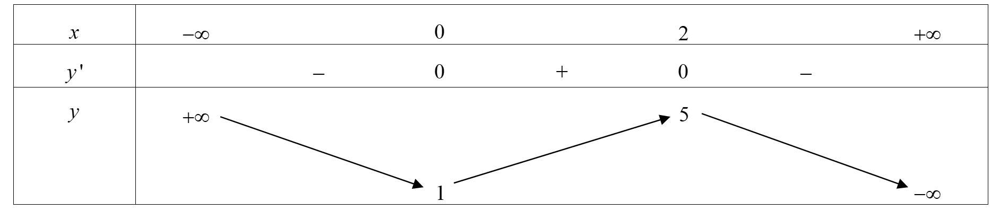 x −∞ 0 2 +∞
y' − 0 + 0 −
y +∞ 5
1 −∞